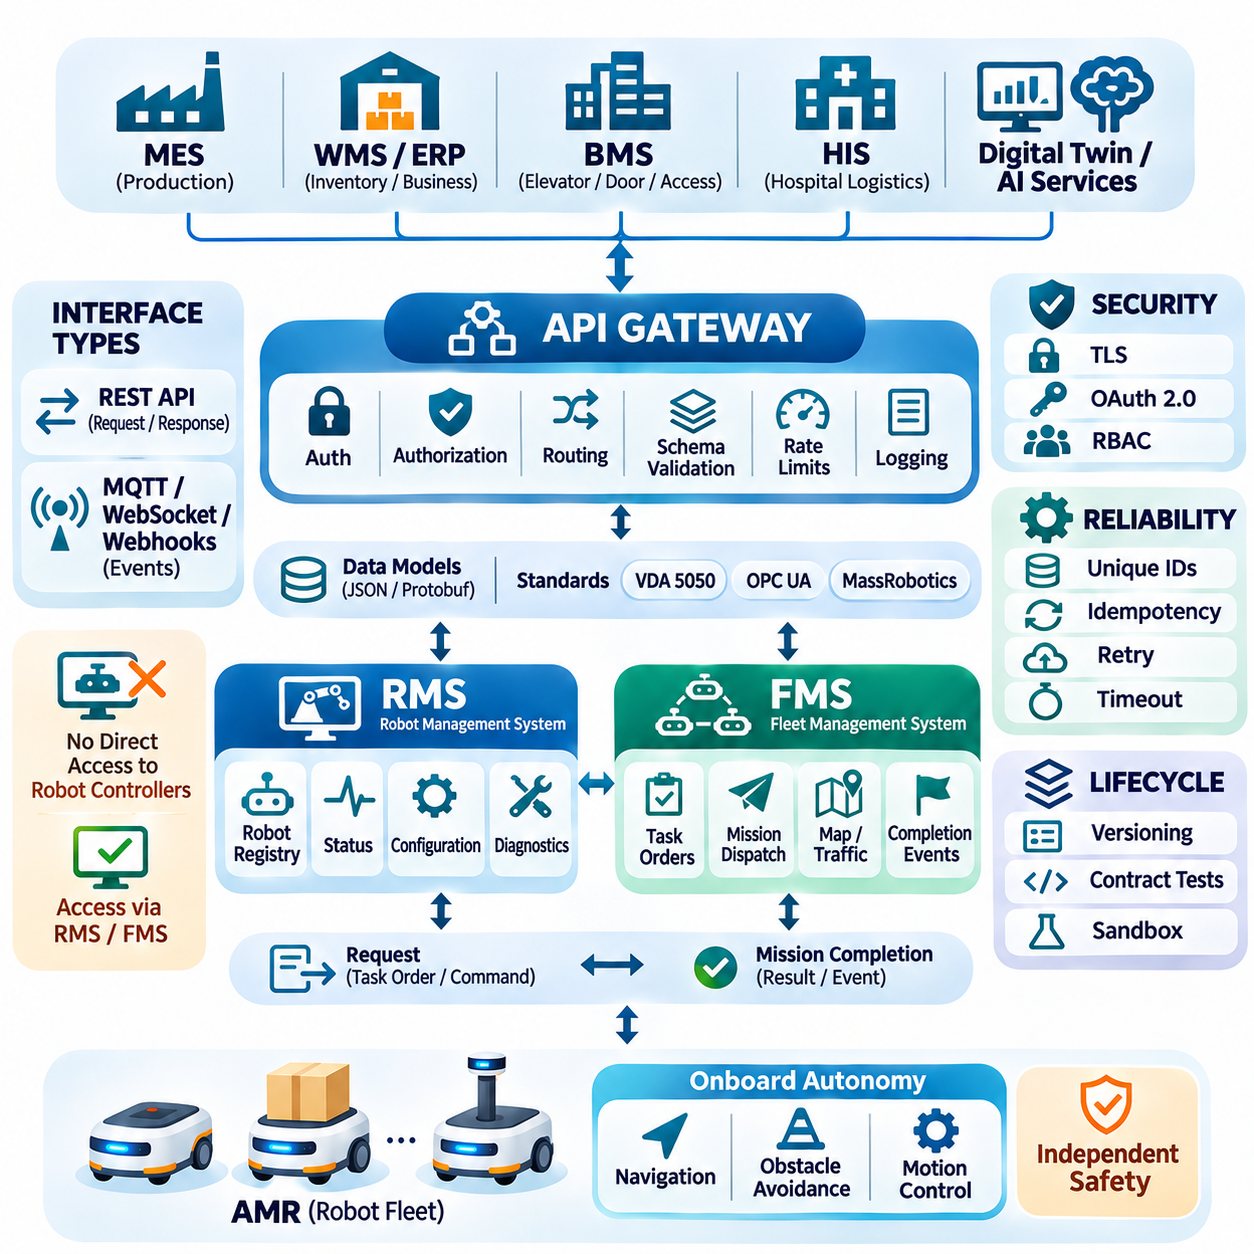 MES
(Production)
WMS / ERP
(Inventory / Business)
BMS
(Elevator / Door / Access)
HIS
(Hospital Logistics)
Digital Twin /
AI Services
INTERFACE
TYPES
REST API
(Request / Response)
MQTT /
WebSocket /
Webhooks
(Events)
API GATEWAY
Auth
Authorization
Routing
Schema
Validation
Rate
Limits
Logging
SECURITY
TLS
OAuth 2.0
RBAC
Data Models
(JSON / Protobuf)
Standards
VDA 5050
OPC UA
MassRobotics
RELIABILITY
Unique IDs
Idempotency
Retry
Timeout
No Direct
Access to
Robot Controllers
Access via
RMS / FMS
RMS
Robot Management System
Robot
Registry
Status
Configuration
Diagnostics
FMS
Fleet Management System
Task
Orders
Mission
Dispatch
Map /
Traffic
Completion
Events
LIFECYCLE
Versioning
</>
Contract Tests
Sandbox
Request
(Task Order / Command)
Mission Completion
(Result / Event)
...
AMR (Robot Fleet)
Onboard Autonomy
Navigation
Obstacle
Avoidance
Motion
Control
Independent
Safety